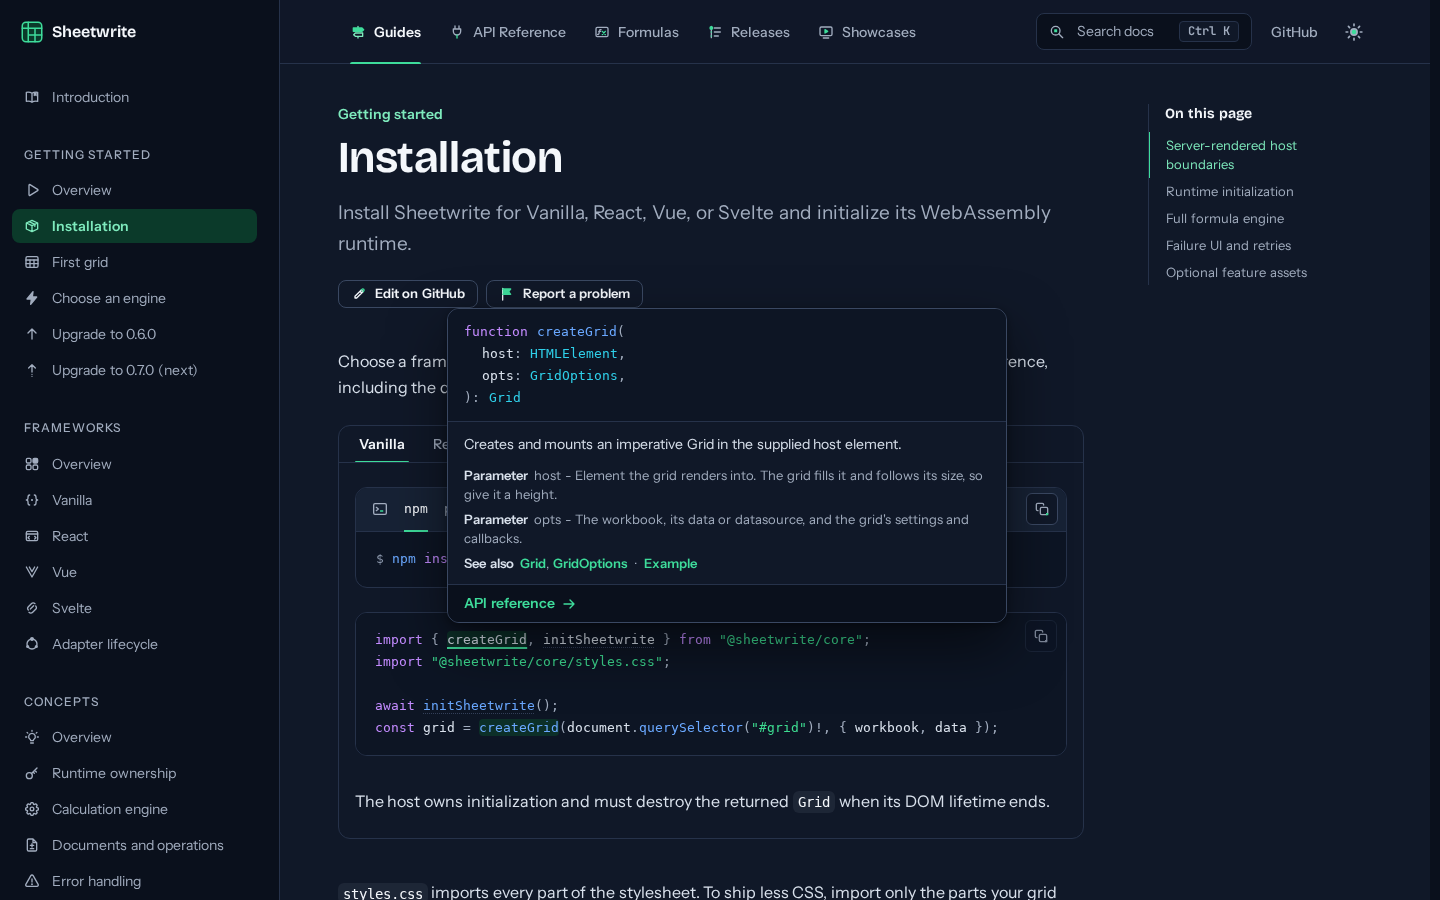 Sheetwrite
Guides
API Reference
Formulas
Releases
Showcases
Search docs
Ctrl K
GitHub
Introduction
GETTING STARTED
Overview
Installation
First grid
Choose an engine
Upgrade to 0.6.0
Upgrade to 0.7.0 (next)
FRAMEWORKS
Overview
Vanilla
React
Vue
Svelte
Adapter lifecycle
CONCEPTS
Overview
Runtime ownership
Calculation engine
Documents and operations
Error handling
Getting started
Installation
Install Sheetwrite for Vanilla, React, Vue, or Svelte and initialize its WebAssembly
runtime.
Edit on GitHub
Report a problem
Choose a
including the
function createGrid(
host: HTMLElement,
opts: GridOptions,
): Grid
Creates and mounts an imperative Grid in the supplied host element.
Parameter host – Element the grid renders into. The grid fills it and follows its size, so
give it a height.
Parameter opts – The workbook, its data or datasource, and the grid's settings and
callbacks.
See also Grid, GridOptions · Example
API reference →
Vanilla
npm
$ npm ins
import { createGrid, initSheetwrite } from "@sheetwrite/core";
import "@sheetwrite/core/styles.css";
await initSheetwrite();
const grid = createGrid(document.querySelector("#grid")!, { workbook, data });
The host owns initialization and must destroy the returned Grid when its DOM lifetime ends.
styles.css imports every part of the stylesheet. To ship less CSS, import only the parts your grid
On this page
Server-rendered host
boundaries
Runtime initialization
Full formula engine
Failure UI and retries
Optional feature assets